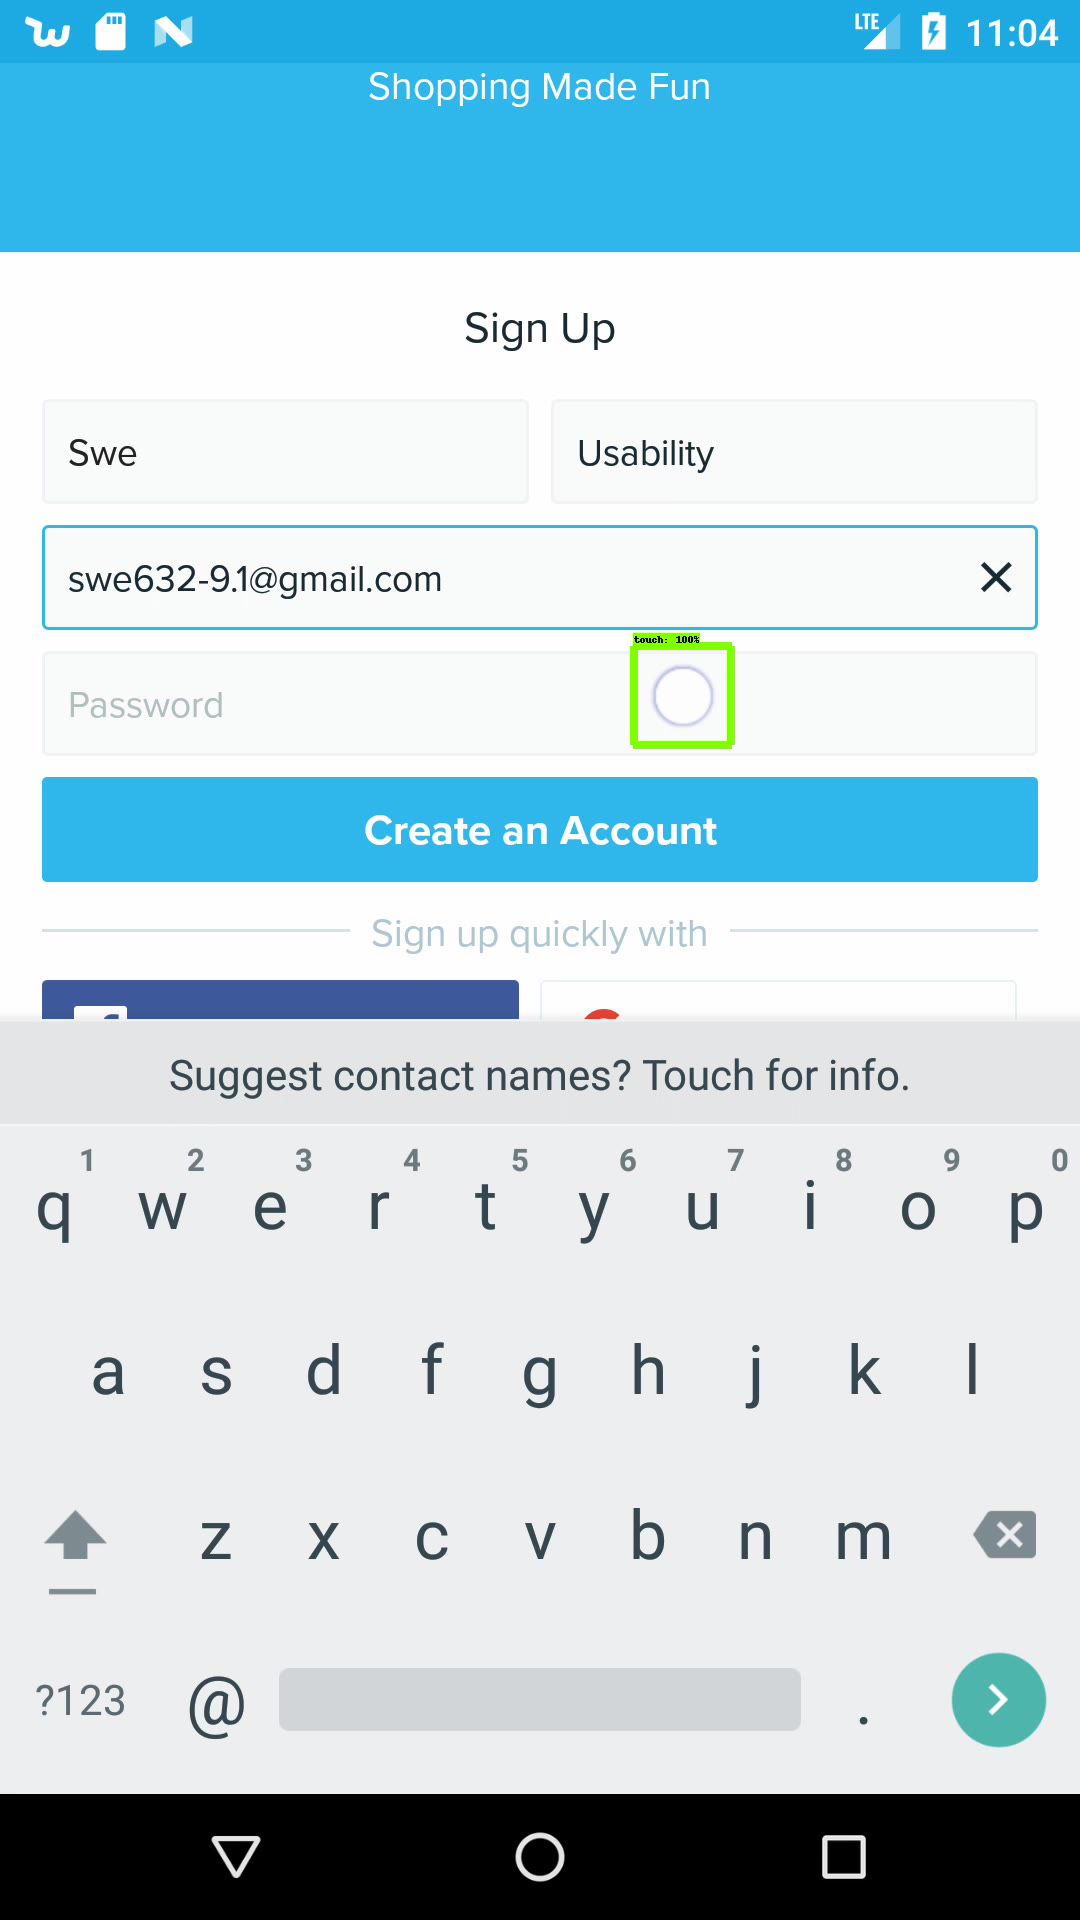 LTE 11:04
Shopping Made Fun
Sign Up
Swe Usability
swe632-9.1@gmail.com
touch: 100%
Password
Create an Account
Sign up quickly with
Suggest contact names? Touch for info.
1 2 3 4 5 6 7 8 9 0
q w e r t y u i o p
a s d f g h j k l
z x c v b n m
?123 @ .